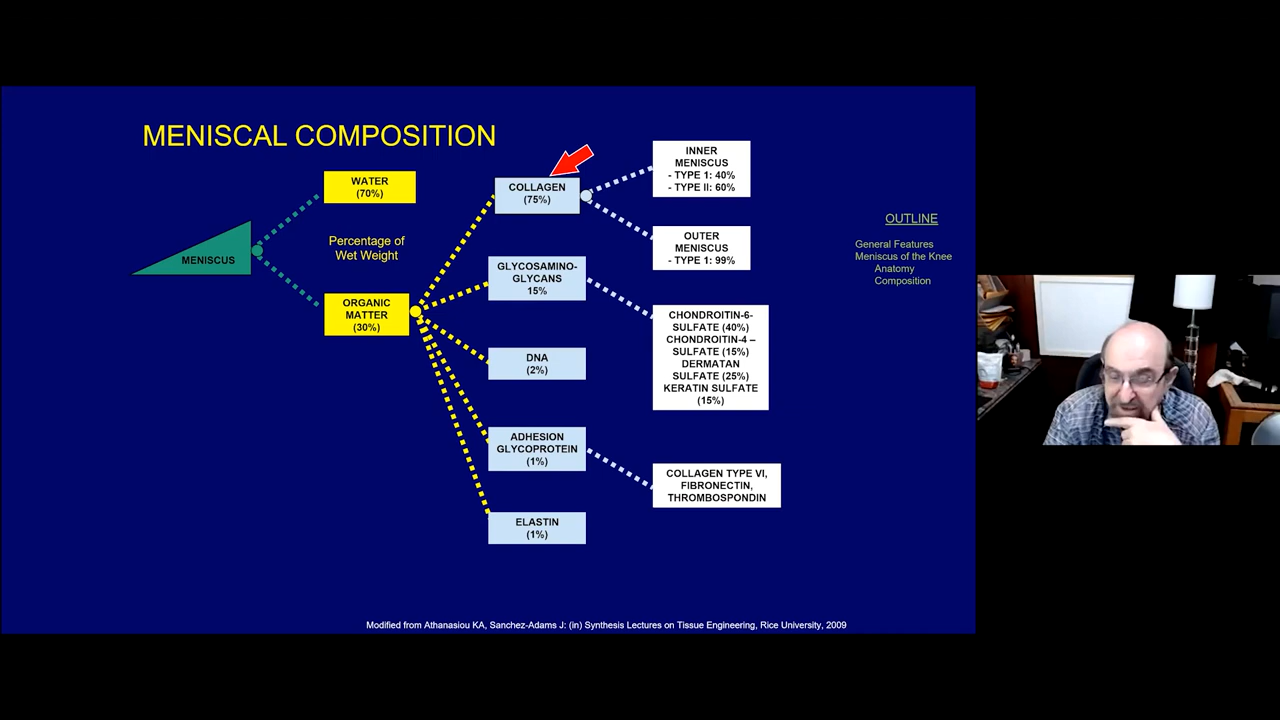 MENISCAL COMPOSITION
WATER
(70%)
MENISCUS
Percentage of
Wet Weight
ORGANIC
MATTER
(30%)
COLLAGEN
(75%)
GLYCOSAMINO-
GLYCANS
15%
DNA
(2%)
ADHESION
GLYCOPROTEIN
(1%)
ELASTIN
(1%)
INNER
MENISCUS
- TYPE 1: 40%
- TYPE II: 60%
OUTER
MENISCUS
- TYPE 1: 99%
CHONDROITIN-6-
SULFATE (40%)
CHONDROITIN-4 –
SULFATE (15%)
DERMATAN
SULFATE (25%)
KERATIN SULFATE
(15%)
COLLAGEN TYPE VI,
FIBRONECTIN,
THROMBOSPONDIN
OUTLINE
General Features
Meniscus of the Knee
Anatomy
Composition
Modified from Athanasiou KA, Sanchez-Adams J: (in) Synthesis Lectures on Tissue Engineering, Rice University, 2009